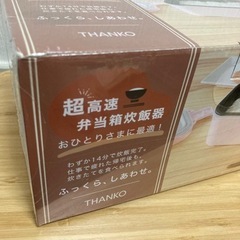 ふっくら、しあわせ。
THANKO
超高速
弁当箱炊飯器
おひとりさまに最適！
わずか14分で炊飯完了。
仕事で疲れた帰宅後も、
炊きたてを食べられます。
ふっくら、しあわせ。
THANKO